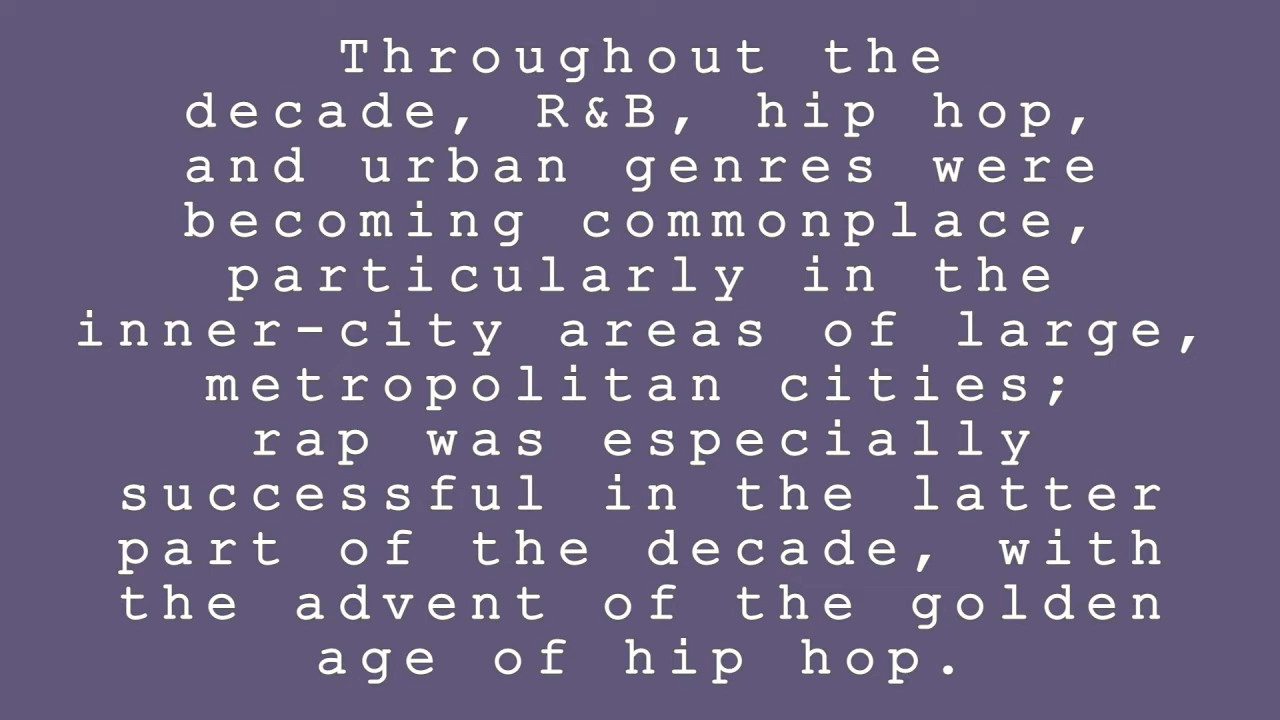 Throughout the
decade, R&B, hip hop,
and urban genres were
becoming commonplace,
particularly in the
inner-city areas of large,
metropolitan cities;
rap was especially
successful in the latter
part of the decade, with
the advent of the golden
age of hip hop.